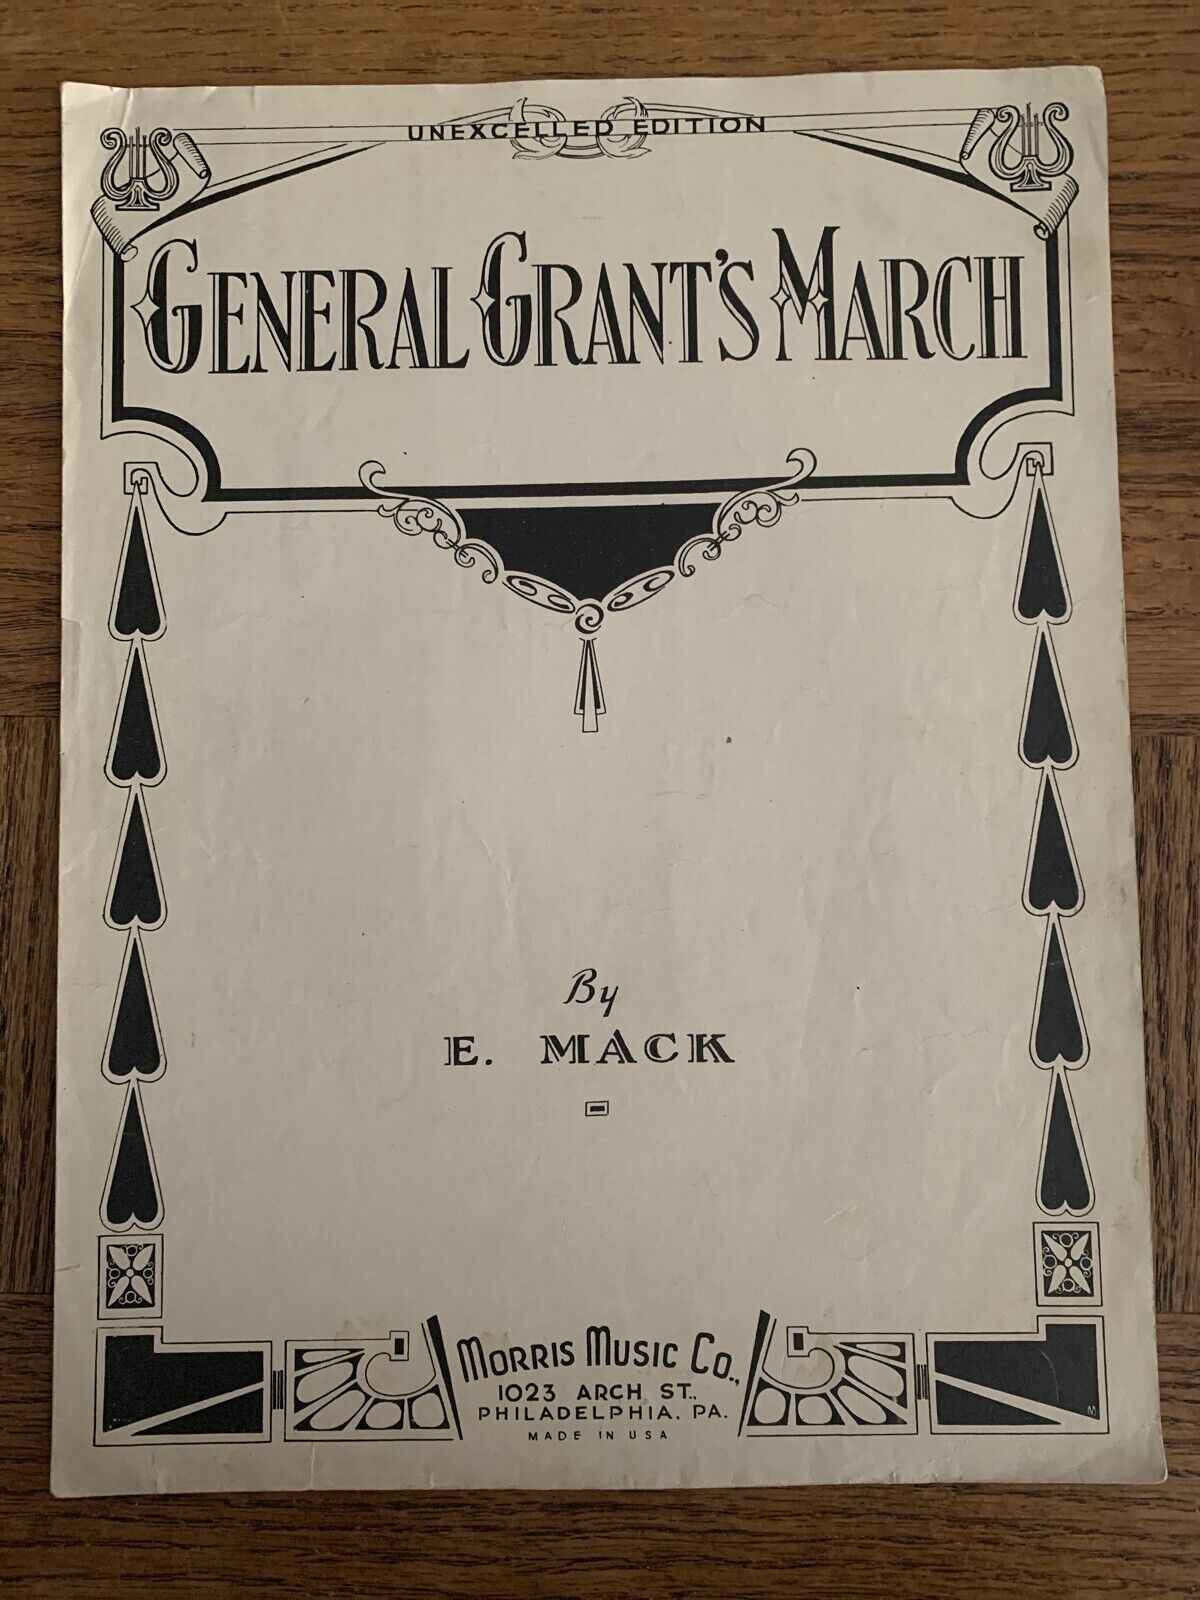 UNEXCELLED EDITION
GENERAL GRANT'S MARCH
By
E. MACK
MORRIS MUSIC CO.,
1023 ARCH ST.,
PHILADELPHIA, PA.
MADE IN USA
M